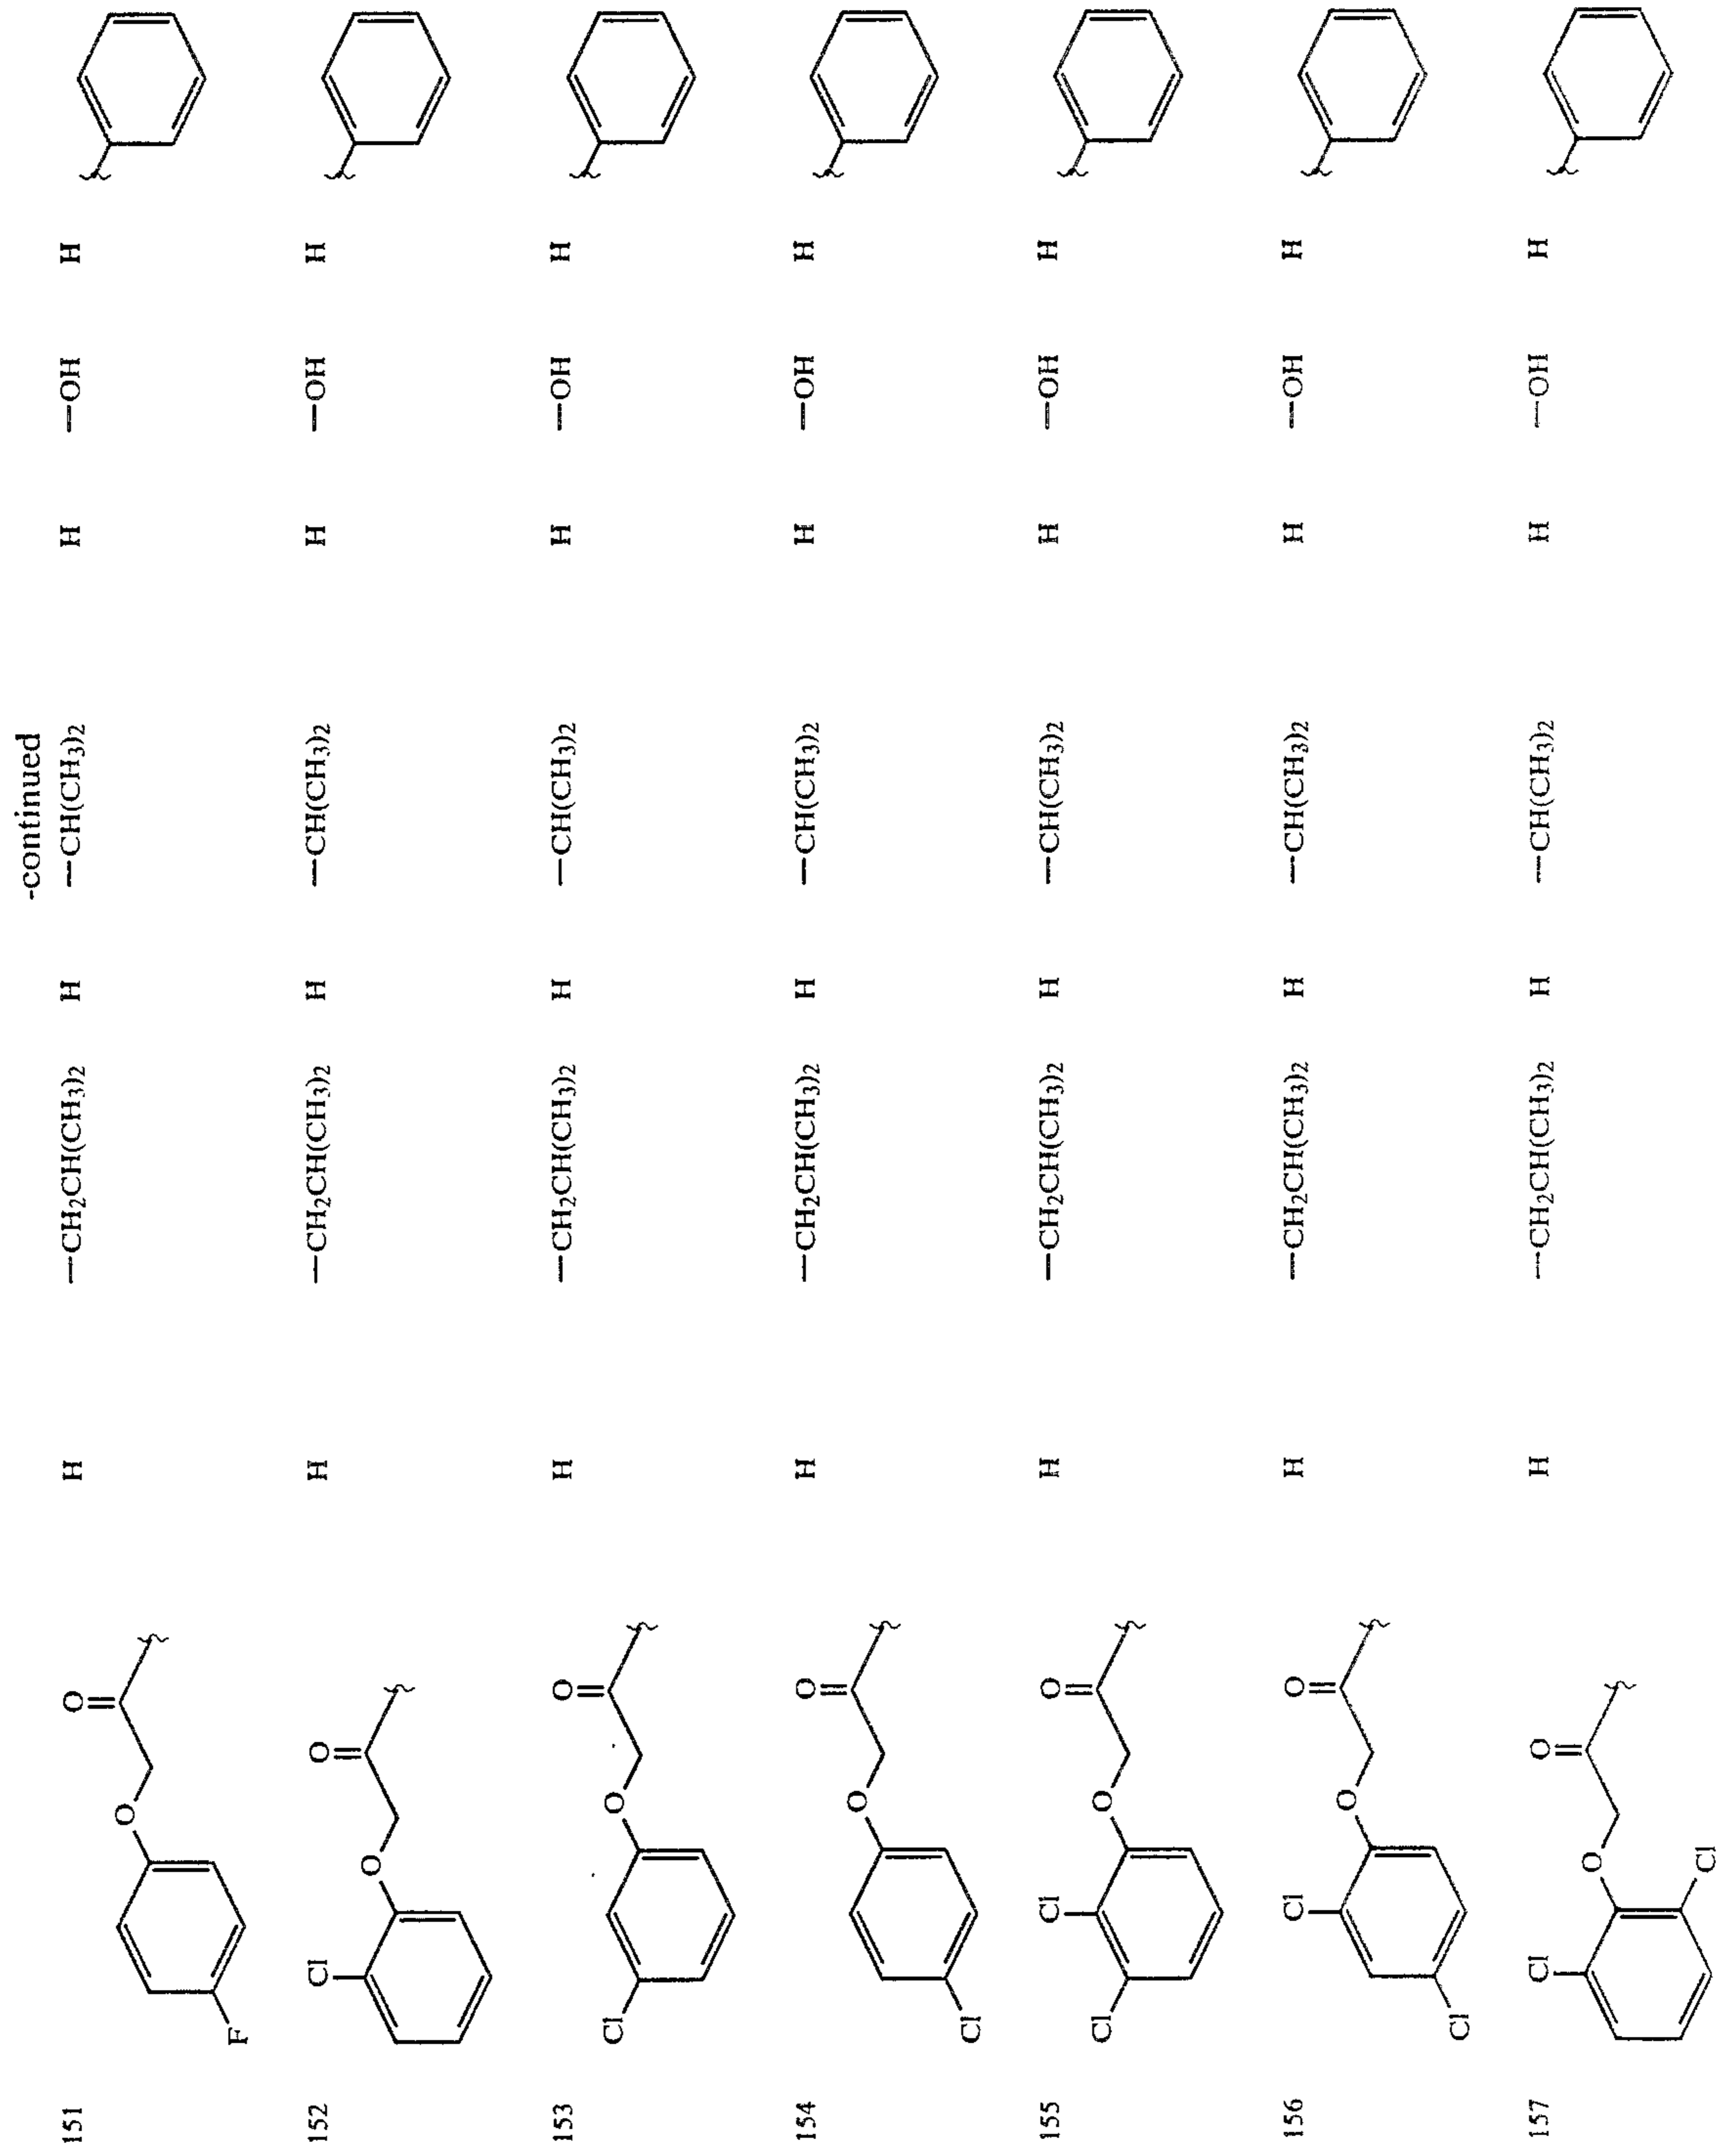 -continued
151 F O O H —CH2CH(CH3)2 H —CH(CH3)2 H —OH H
152 Cl O O H —CH2CH(CH3)2 H —CH(CH3)2 H —OH H
153 Cl O O H —CH2CH(CH3)2 H —CH(CH3)2 H —OH H
154 Cl O O H —CH2CH(CH3)2 H —CH(CH3)2 H —OH H
155 Cl Cl O O H —CH2CH(CH3)2 H —CH(CH3)2 H —OH H
156 Cl Cl O O H —CH2CH(CH3)2 H —CH(CH3)2 H —OH H
157 Cl Cl O O H —CH2CH(CH3)2 H —CH(CH3)2 H —OH H